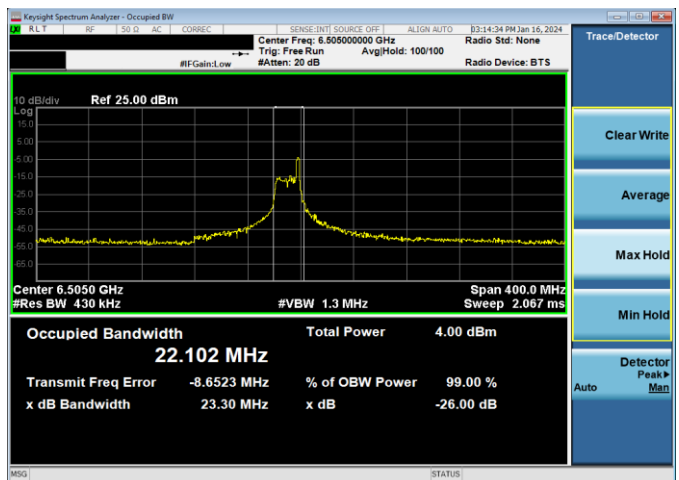 Keysight Spectrum Analyzer - Occupied BW
RL T RF 50 Ω AC CORREC SENSE:INT SOURCE OFF ALIGN AUTO 03:14:34 PM Jan 16, 2024
Center Freq: 6.505000000 GHz Radio Std: None
Trig: Free Run Avg|Hold: 100/100
#IFGain:Low #Atten: 20 dB Radio Device: BTS
Trace/Detector
10 dB/div Ref 25.00 dBm
Log
15.0
5.00
-5.00
-15.0
-25.0
-35.0
-45.0
-55.0
-65.0
Center 6.5050 GHz Span 400.0 MHz
#Res BW 430 kHz #VBW 1.3 MHz Sweep 2.067 ms
Occupied Bandwidth Total Power 4.00 dBm
22.102 MHz
Transmit Freq Error -8.6523 MHz % of OBW Power 99.00 %
x dB Bandwidth 23.30 MHz x dB -26.00 dB
Clear Write
Average
Max Hold
Min Hold
Detector
Peak▶
Auto Man
MSG STATUS